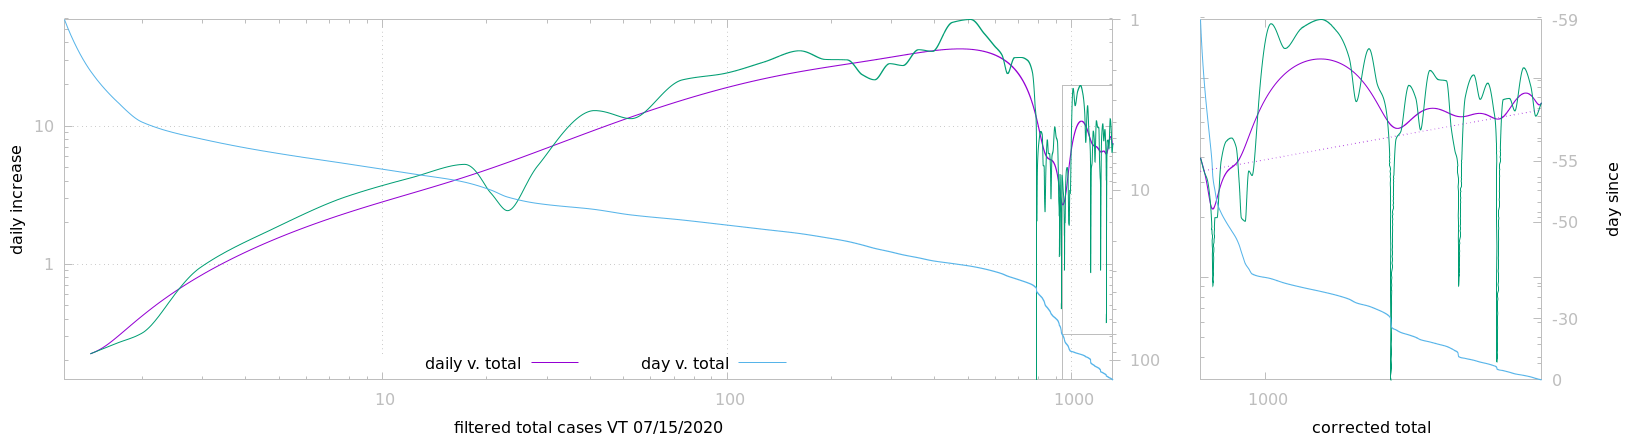 daily increase
10
1
daily v. total
day v. total
10
100
1000
filtered total cases VT 07/15/2020
1
10
100
-59
-55
-50
-30
0
day since
1000
corrected total